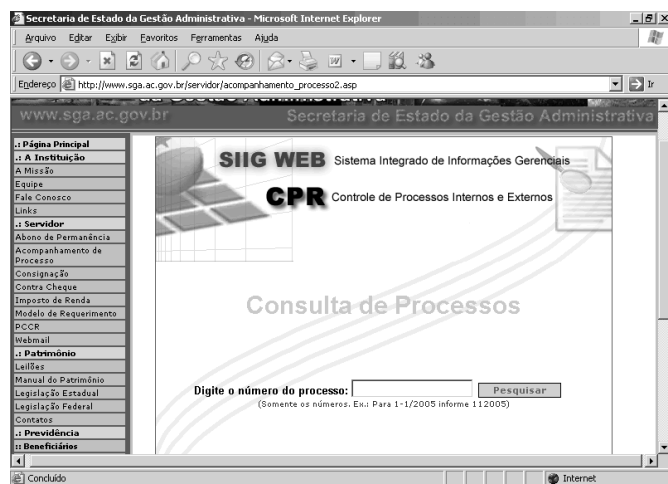 Secretaria de Estado da Gestão Administrativa - Microsoft Internet Explorer
Arquivo Editar Exibir Favoritos Ferramentas Ajuda
Endereço http://www.sga.ac.gov.br/servidor/acompanhamento_processo2.asp Ir
da Gestão Administrativa
www.sga.ac.gov.br Secretaria de Estado da Gestão Administrativa
.: Página Principal
.: A Instituição
A Missão
Equipe
Fale Conosco
Links
.: Servidor
Abono de Permanência
Acompanhamento de
Processo
Consignação
Contra Cheque
Imposto de Renda
Modelo de Requerimento
PCCR
Webmail
.: Patrimônio
Leilões
Manual do Patrimônio
Legislação Estadual
Legislação Federal
Contatos
.: Previdência
:: Beneficiários
SIIG WEB Sistema Integrado de Informações Gerenciais
CPR Controle de Processos Internos e Externos
Consulta de Processos
Digite o número do processo: Pesquisar
(Somente os números. Ex.: Para 1-1/2005 informe 112005)
Concluído Internet